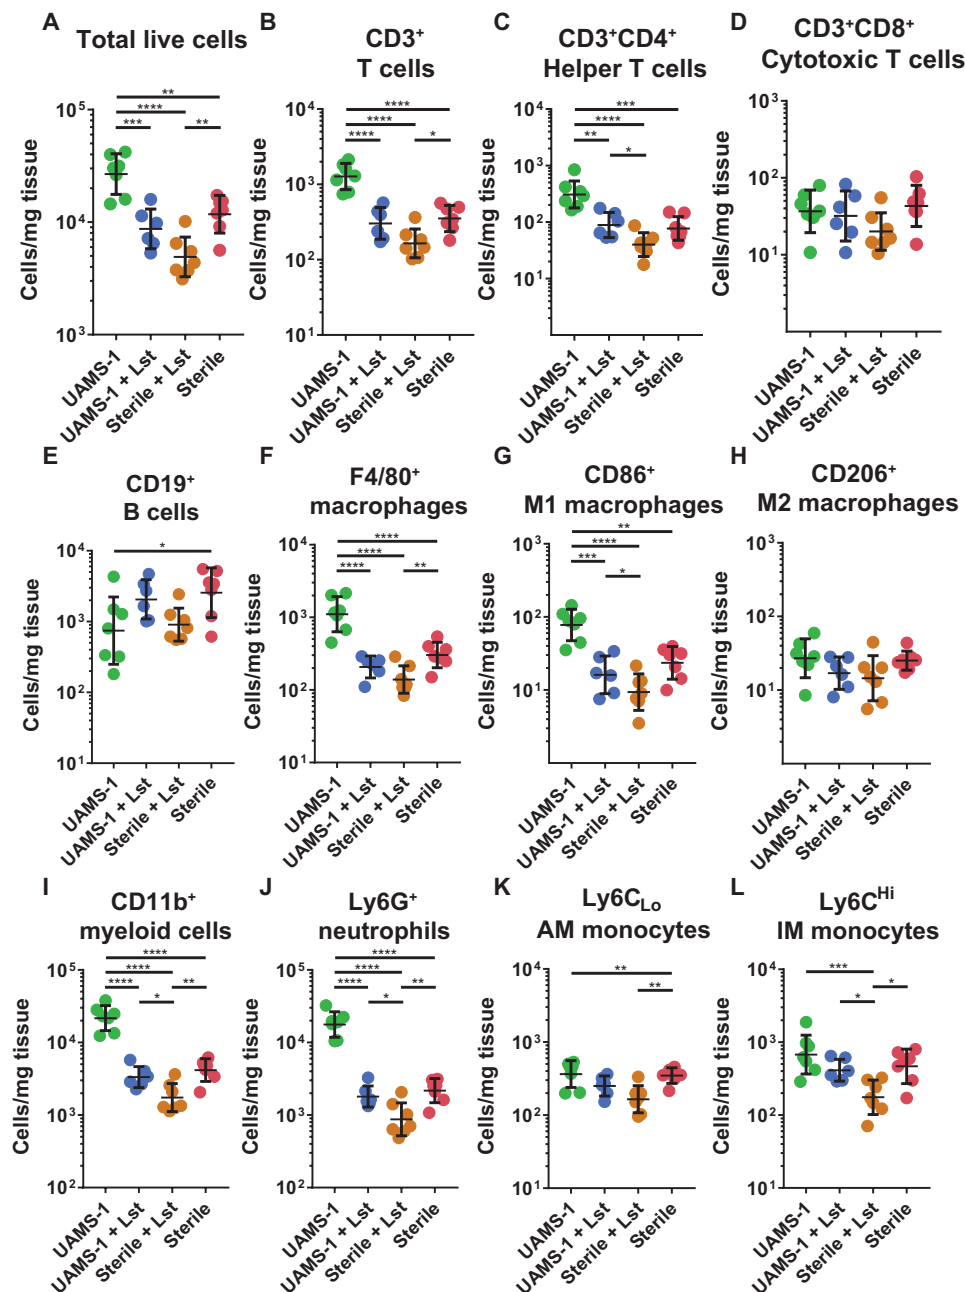 A
Total live cells
**
****
***
**
Cells/mg tissue
10⁵
10⁴
10³
UAMS-1
UAMS-1 + Lst
Sterile + Lst
Sterile
B
CD3⁺
T cells
****
****
****
*
Cells/mg tissue
10⁴
10³
10²
10¹
UAMS-1
UAMS-1 + Lst
Sterile + Lst
Sterile
C
CD3⁺CD4⁺
Helper T cells
***
****
**
*
Cells/mg tissue
10⁴
10³
10²
10¹
UAMS-1
UAMS-1 + Lst
Sterile + Lst
Sterile
D
CD3⁺CD8⁺
Cytotoxic T cells
Cells/mg tissue
10³
10²
10¹
UAMS-1
UAMS-1 + Lst
Sterile + Lst
Sterile
E
CD19⁺
B cells
*
Cells/mg tissue
10⁴
10³
10²
10¹
UAMS-1
UAMS-1 + Lst
Sterile + Lst
Sterile
F
F4/80⁺
macrophages
****
****
****
**
Cells/mg tissue
10⁴
10³
10²
10¹
UAMS-1
UAMS-1 + Lst
Sterile + Lst
Sterile
G
CD86⁺
M1 macrophages
**
****
***
*
Cells/mg tissue
10³
10²
10¹
UAMS-1
UAMS-1 + Lst
Sterile + Lst
Sterile
H
CD206⁺
M2 macrophages
Cells/mg tissue
10³
10²
10¹
UAMS-1
UAMS-1 + Lst
Sterile + Lst
Sterile
I
CD11b⁺
myeloid cells
****
****
****
**
*
Cells/mg tissue
10⁵
10⁴
10³
10²
UAMS-1
UAMS-1 + Lst
Sterile + Lst
Sterile
J
Ly6G⁺
neutrophils
****
****
****
**
*
Cells/mg tissue
10⁵
10⁴
10³
10²
UAMS-1
UAMS-1 + Lst
Sterile + Lst
Sterile
K
Ly6C_Lo
AM monocytes
**
**
Cells/mg tissue
10⁴
10³
10²
10¹
UAMS-1
UAMS-1 + Lst
Sterile + Lst
Sterile
L
Ly6C^Hi
IM monocytes
***
*
*
Cells/mg tissue
10⁴
10³
10²
10¹
UAMS-1
UAMS-1 + Lst
Sterile + Lst
Sterile